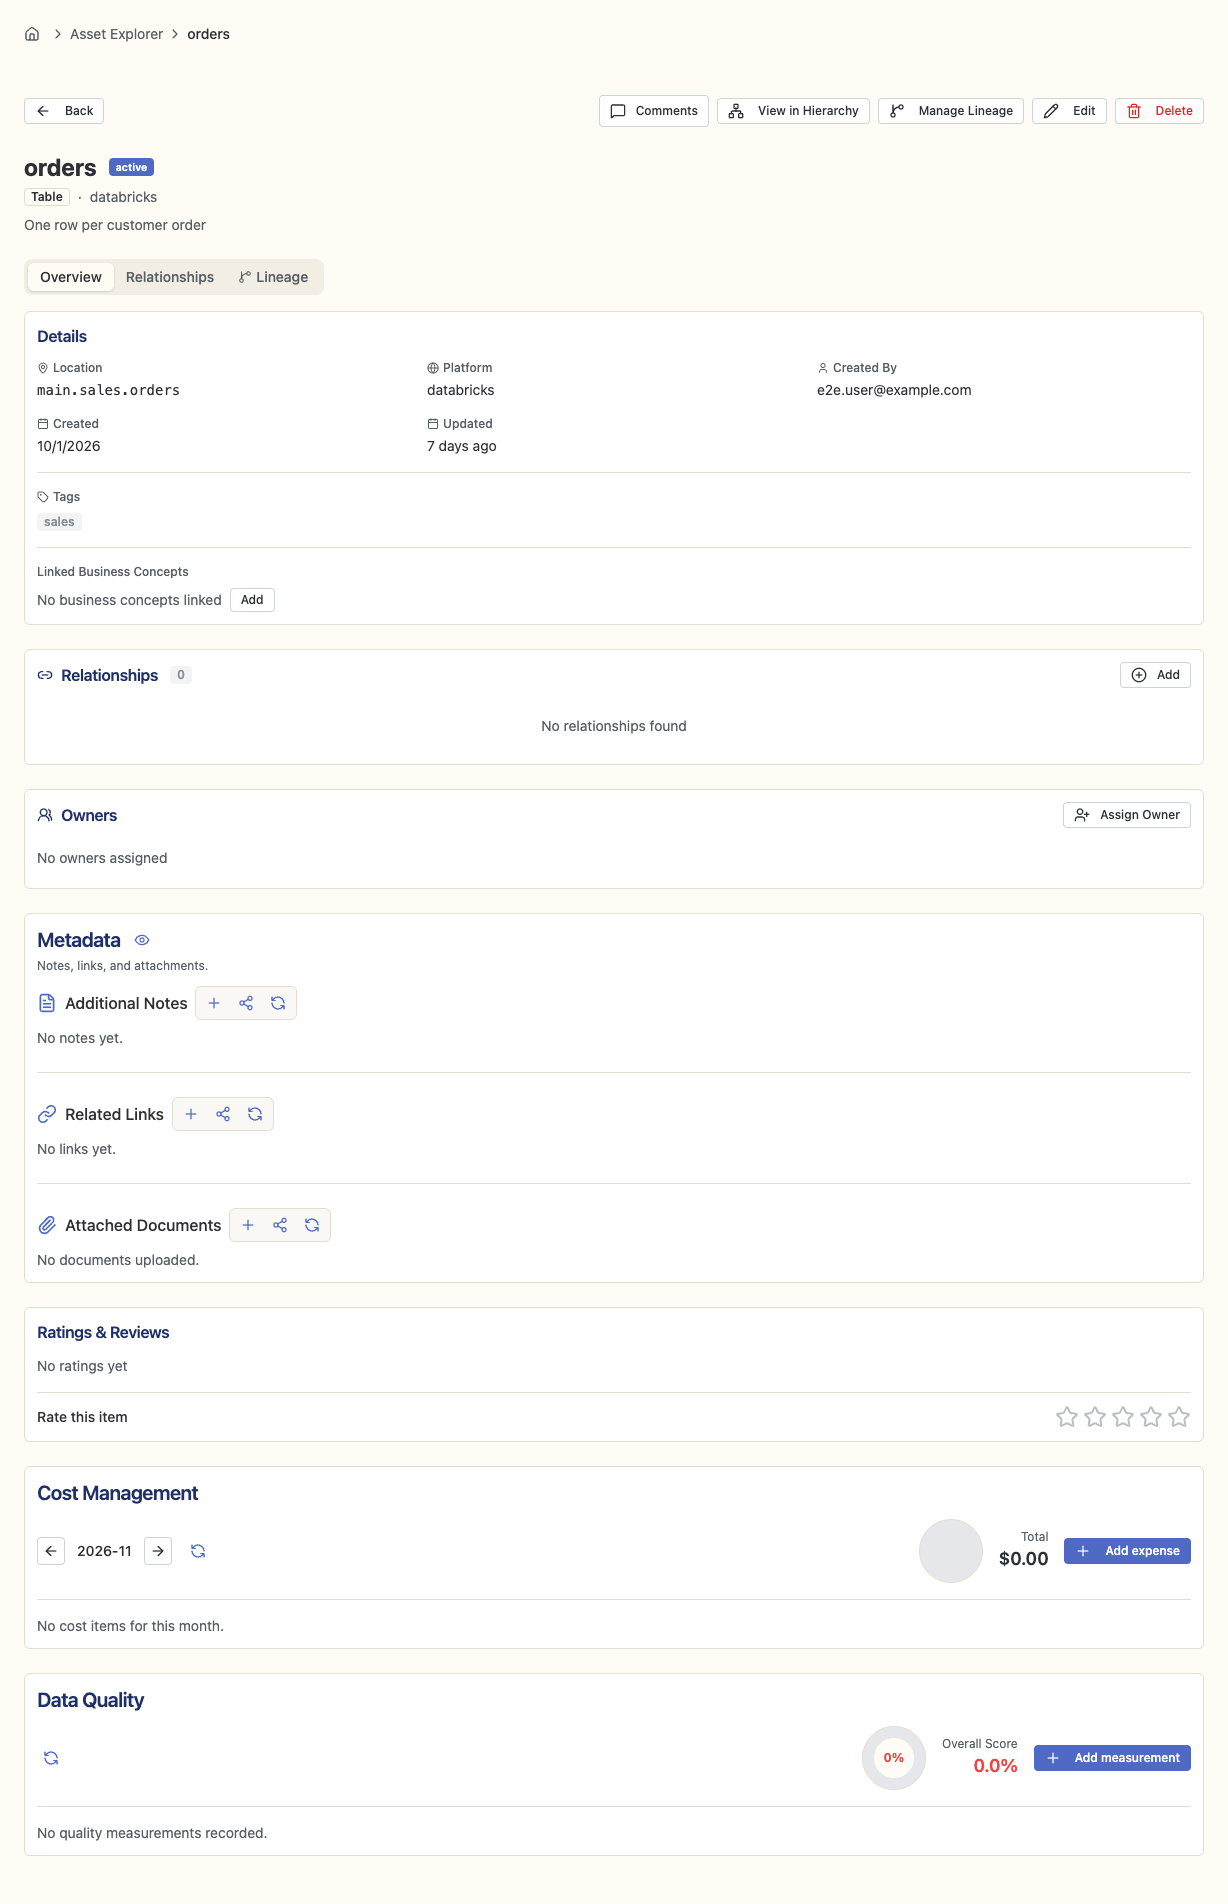 Asset Explorer
orders
Back
Comments
View in Hierarchy
Manage Lineage
Edit
Delete
orders active
Table · databricks
One row per customer order
Overview
Relationships
Lineage
Details
Location
main.sales.orders
Platform
databricks
Created By
e2e.user@example.com
Created
10/1/2026
Updated
7 days ago
Tags
sales
Linked Business Concepts
No business concepts linked Add
Relationships 0
Add
No relationships found
Owners
Assign Owner
No owners assigned
Metadata
Notes, links, and attachments.
Additional Notes
No notes yet.
Related Links
No links yet.
Attached Documents
No documents uploaded.
Ratings & Reviews
No ratings yet
Rate this item
Cost Management
2026-11
Total
$0.00
Add expense
No cost items for this month.
Data Quality
0%
Overall Score
0.0%
Add measurement
No quality measurements recorded.